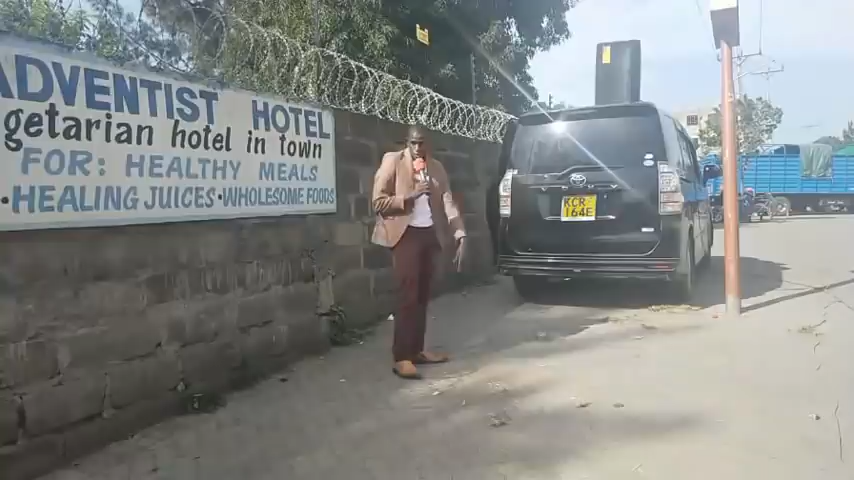 ADVENTIST HOTEL
getarian hotel in town
FOR: HEALTHY MEALS
• HEALING JUICES • WHOLESOME FOODS
KCR
164E